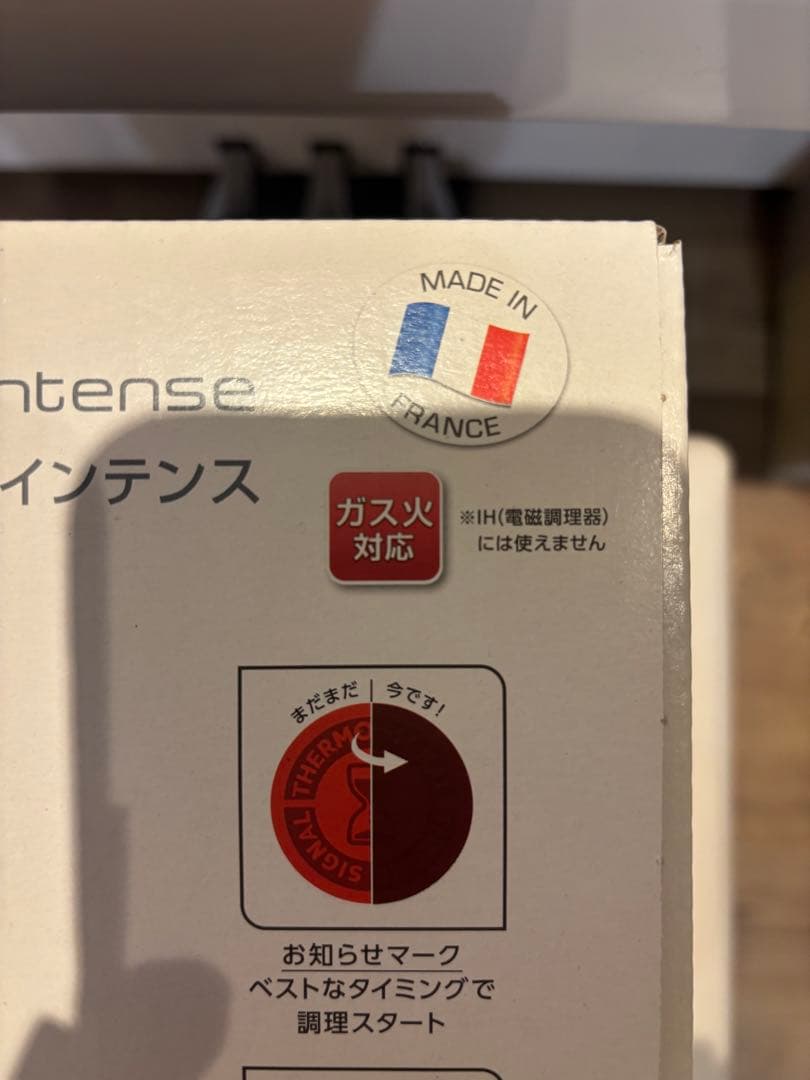 MADE IN
FRANCE
ntense
インテンス
ガス火
対応
※IH(電磁調理器)
には使えません
まだまだ
今です!
THERMO
SIGNAL
お知らせマーク
ベストなタイミングで
調理スタート